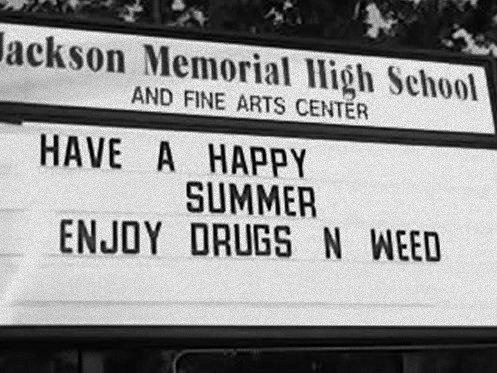 Jackson Memorial High School
AND FINE ARTS CENTER
HAVE A HAPPY
SUMMER
ENJOY DRUGS N WEED